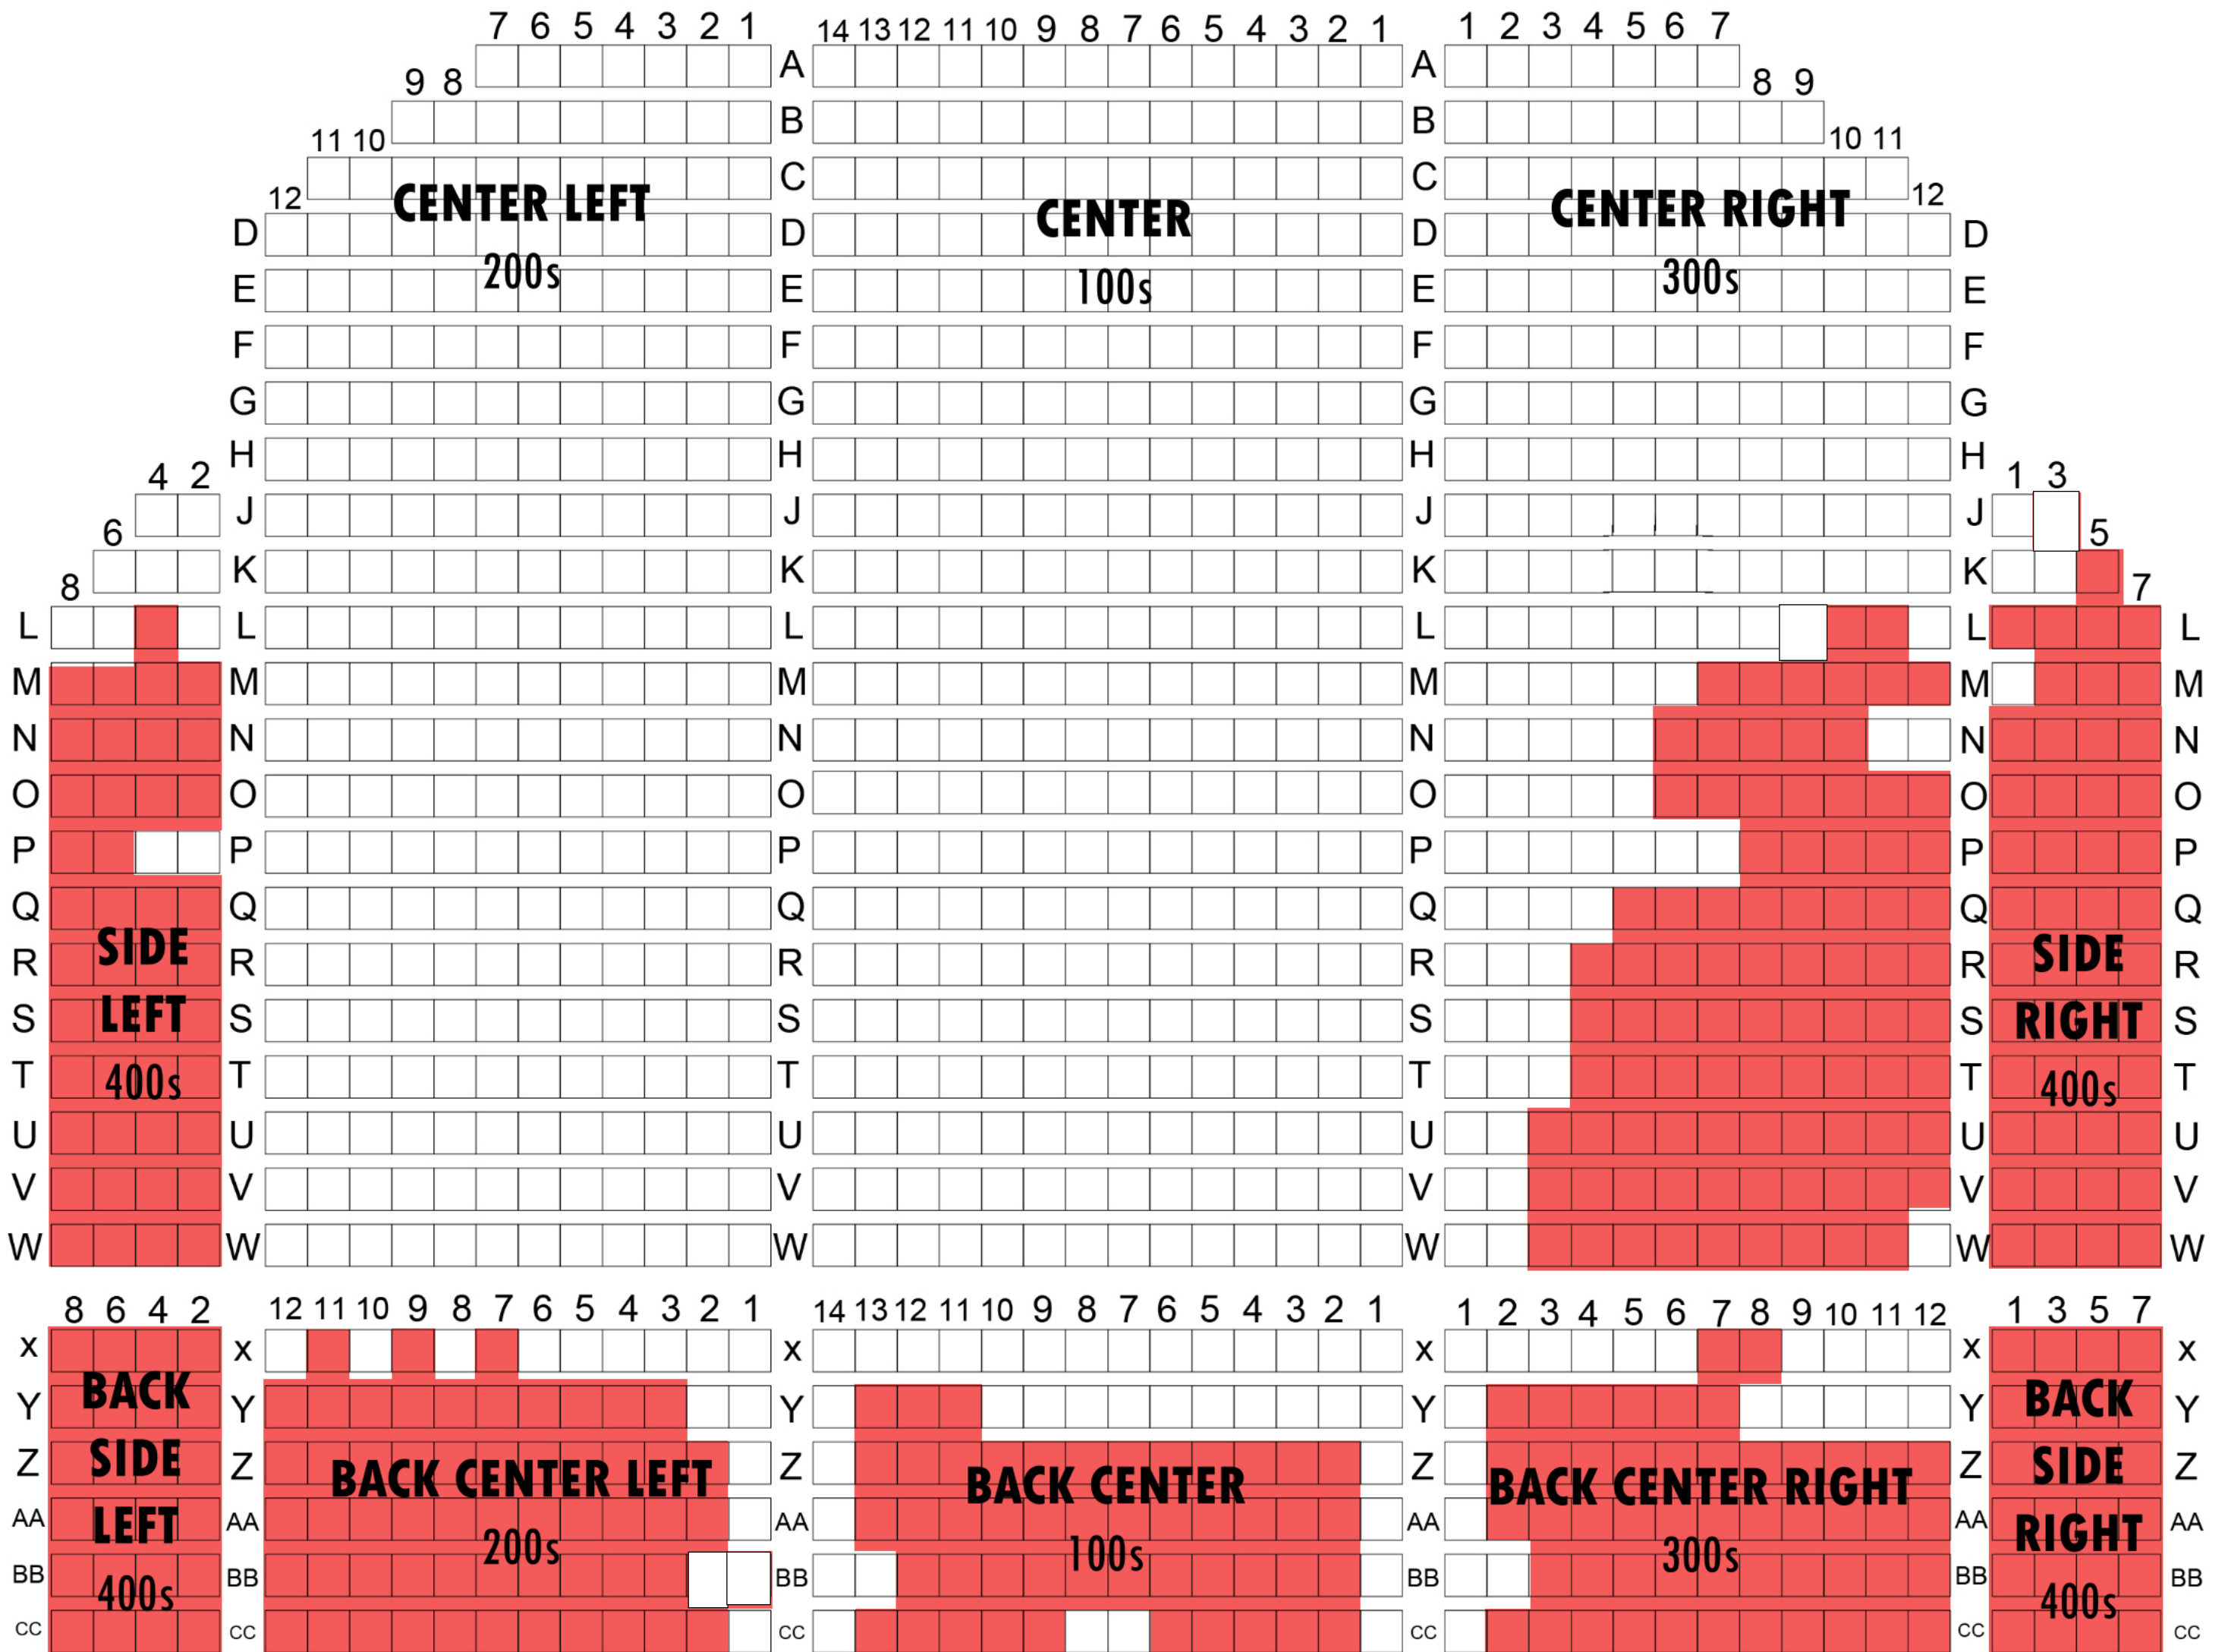 7 6 5 4 3 2 1 14 13 12 11 10 9 8 7 6 5 4 3 2 1 1 2 3 4 5 6 7
A A
9 8 8 9
B B
11 10 10 11
C C
12 12
CENTER LEFT CENTER CENTER RIGHT
D D D D
200s 100s 300s
E E E E
F F F F
G G G G
H H H H
4 2 1 3
J J J J
6 5
K K K K
8 7
L L L L L L
M M M M M M
N N N N N N
O O O O O O
P P P P P P
Q Q Q Q Q Q
SIDE SIDE
R R R R R R
LEFT RIGHT
S S S S S S
400s 400s
T T T T T T
U U U U U U
V V V V V V
W W W W W W
8 6 4 2 12 11 10 9 8 7 6 5 4 3 2 1 14 13 12 11 10 9 8 7 6 5 4 3 2 1 1 2 3 4 5 6 7 8 9 10 11 12 1 3 5 7
X X X X X X
BACK BACK
Y Y Y Y Y Y
SIDE SIDE
Z Z Z Z Z Z
BACK CENTER LEFT BACK CENTER BACK CENTER RIGHT
LEFT RIGHT
AA AA AA AA AA AA
200s 100s 300s
BB BB BB BB BB BB
400s 400s
CC CC CC CC CC CC